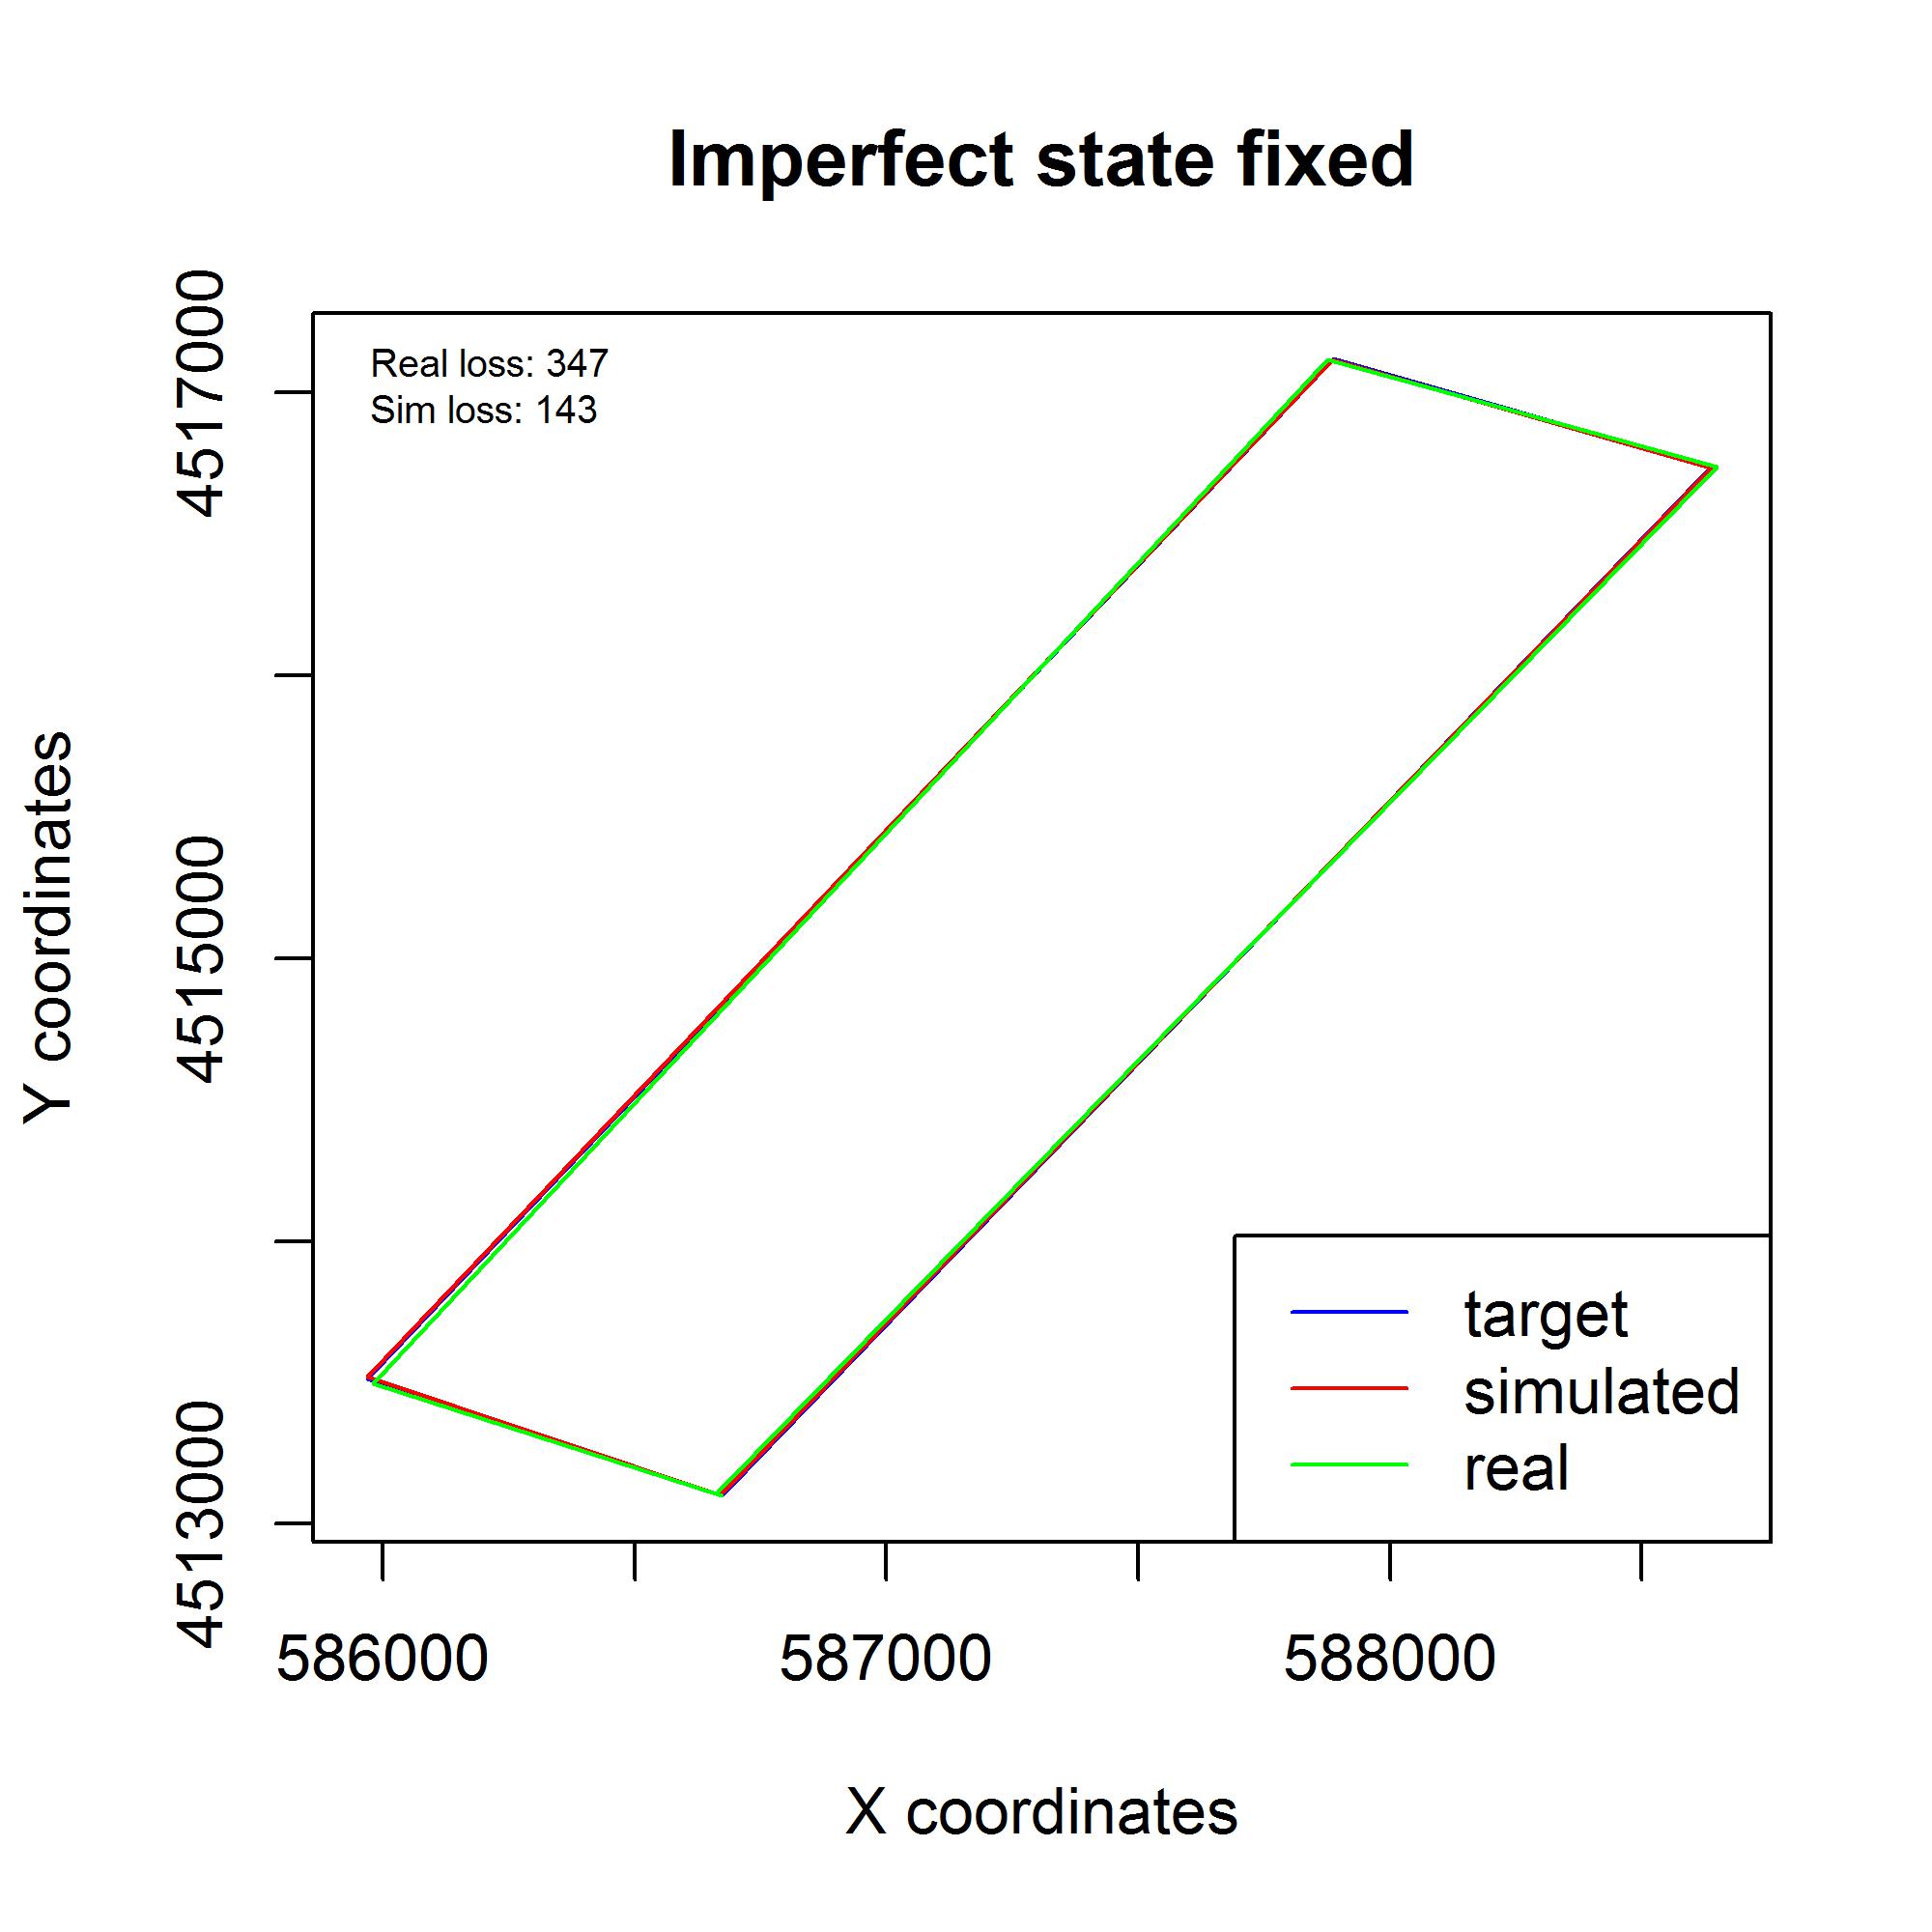 Imperfect state fixed
Real loss: 347
Sim loss: 143
Y coordinates
4517000
4515000
4513000
target
simulated
real
586000 587000 588000
X coordinates